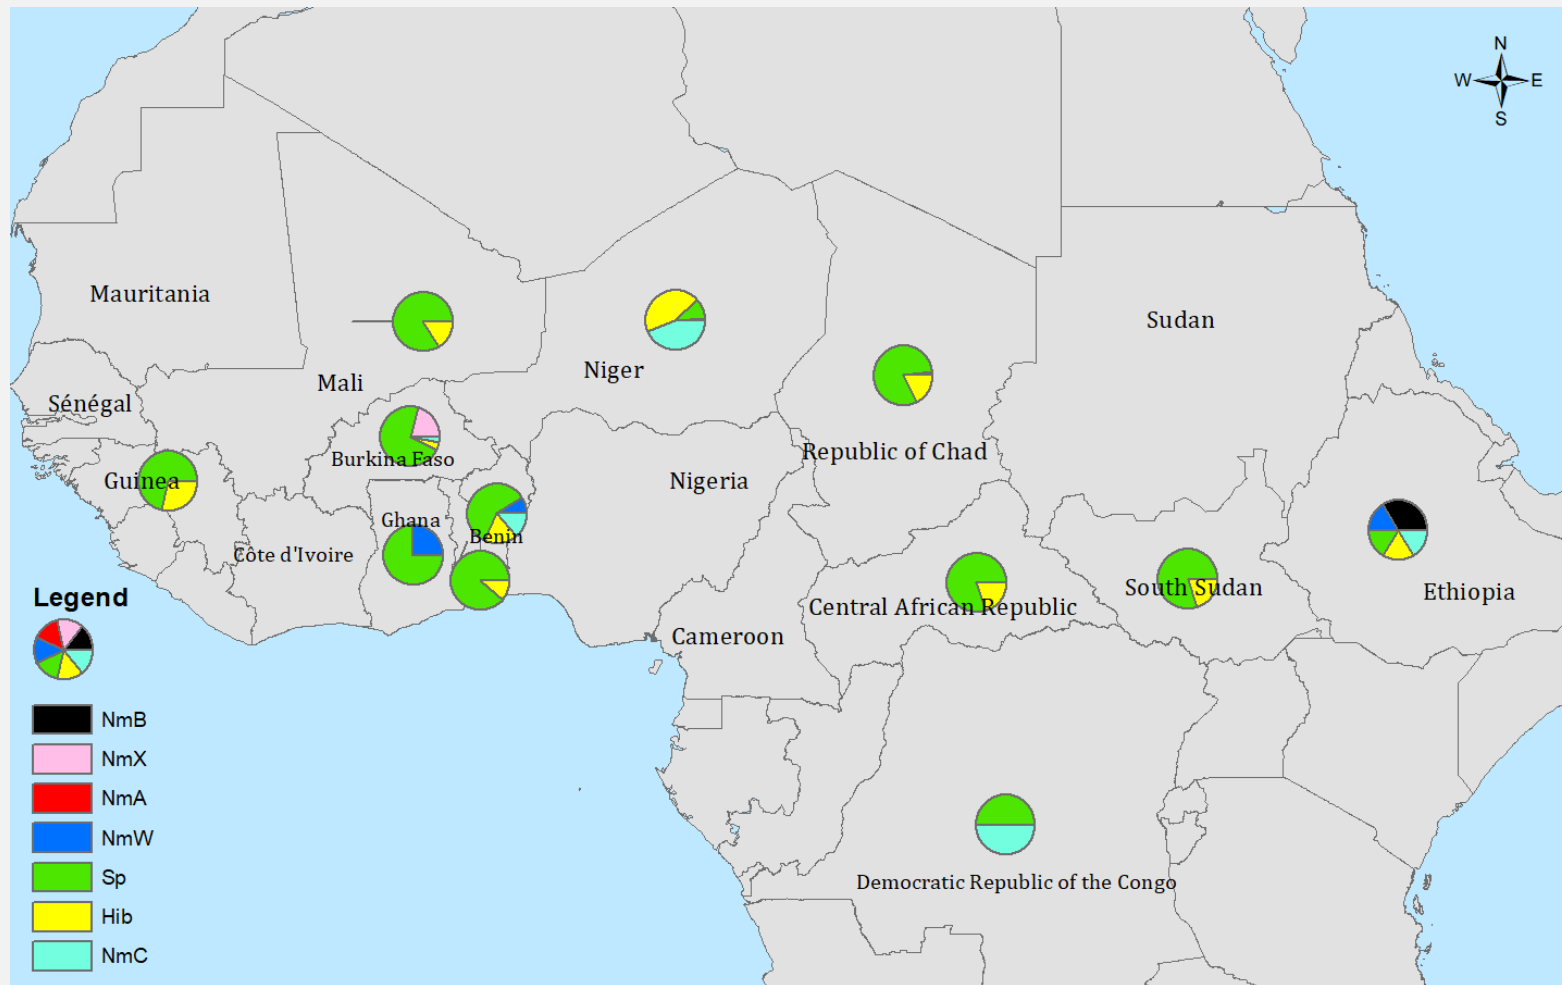 N
W E
S
Mauritania
Sudan
Niger
Mali
Sénégal
Republic of Chad
Burkina Faso
Guinea
Nigeria
Ghana
Benin
Côte d'Ivoire
South Sudan
Ethiopia
Central African Republic
Cameroon
Democratic Republic of the Congo
Legend
NmB
NmX
NmA
NmW
Sp
Hib
NmC